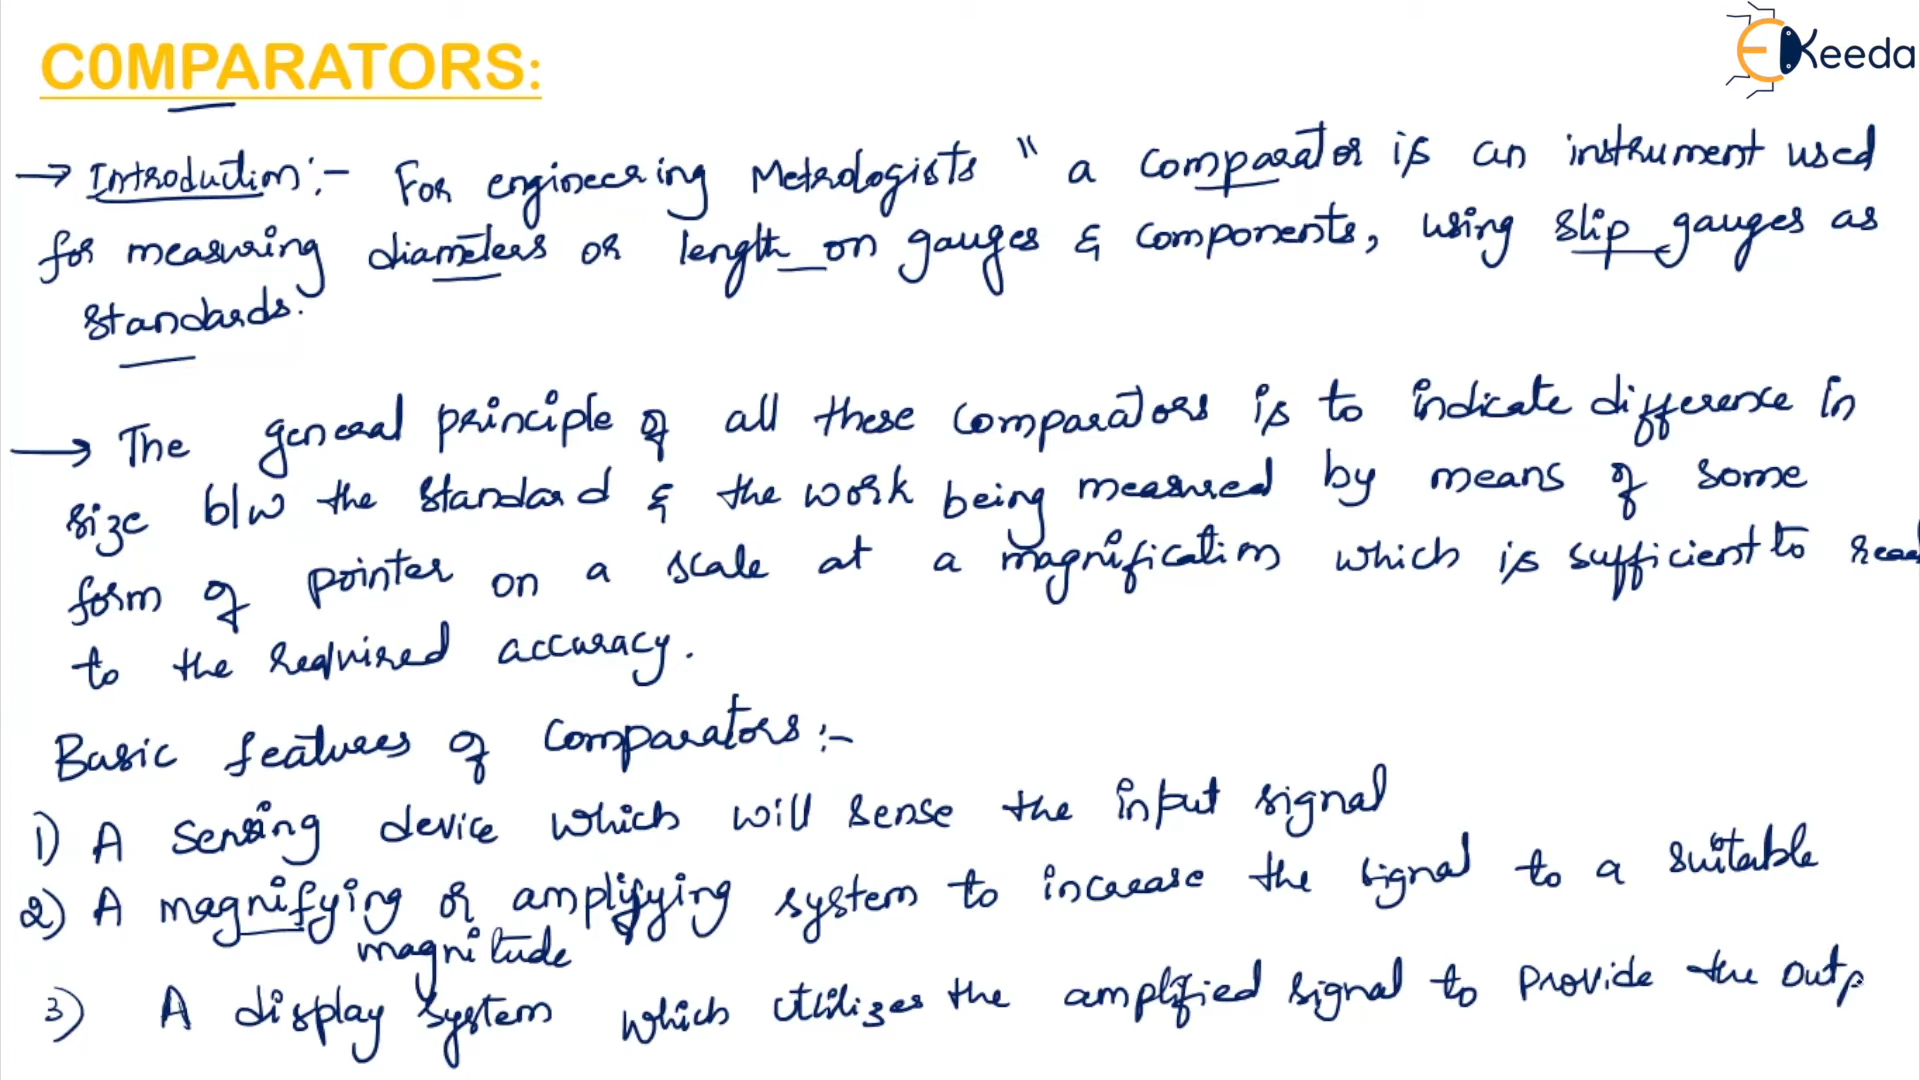 C0MPARATORS:
EKeeda
→ Introduction:- For engineering Metrologists " a comparator is an instrument used
for measuring diameters or length on gauges & components, using slip gauges as
standards.
→ The general principle of all these comparators is to indicate difference in
size b/w the standard & the work being measured by means of some
form of pointer on a scale at a magnification which is sufficient to read
to the required accuracy.
Basic features of comparators:-
1) A sensing device which will sense the input signal
2) A magnifying or amplifying system to increase the signal to a suitable
magnitude
3) A display system which utilizes the amplified signal to provide the outp